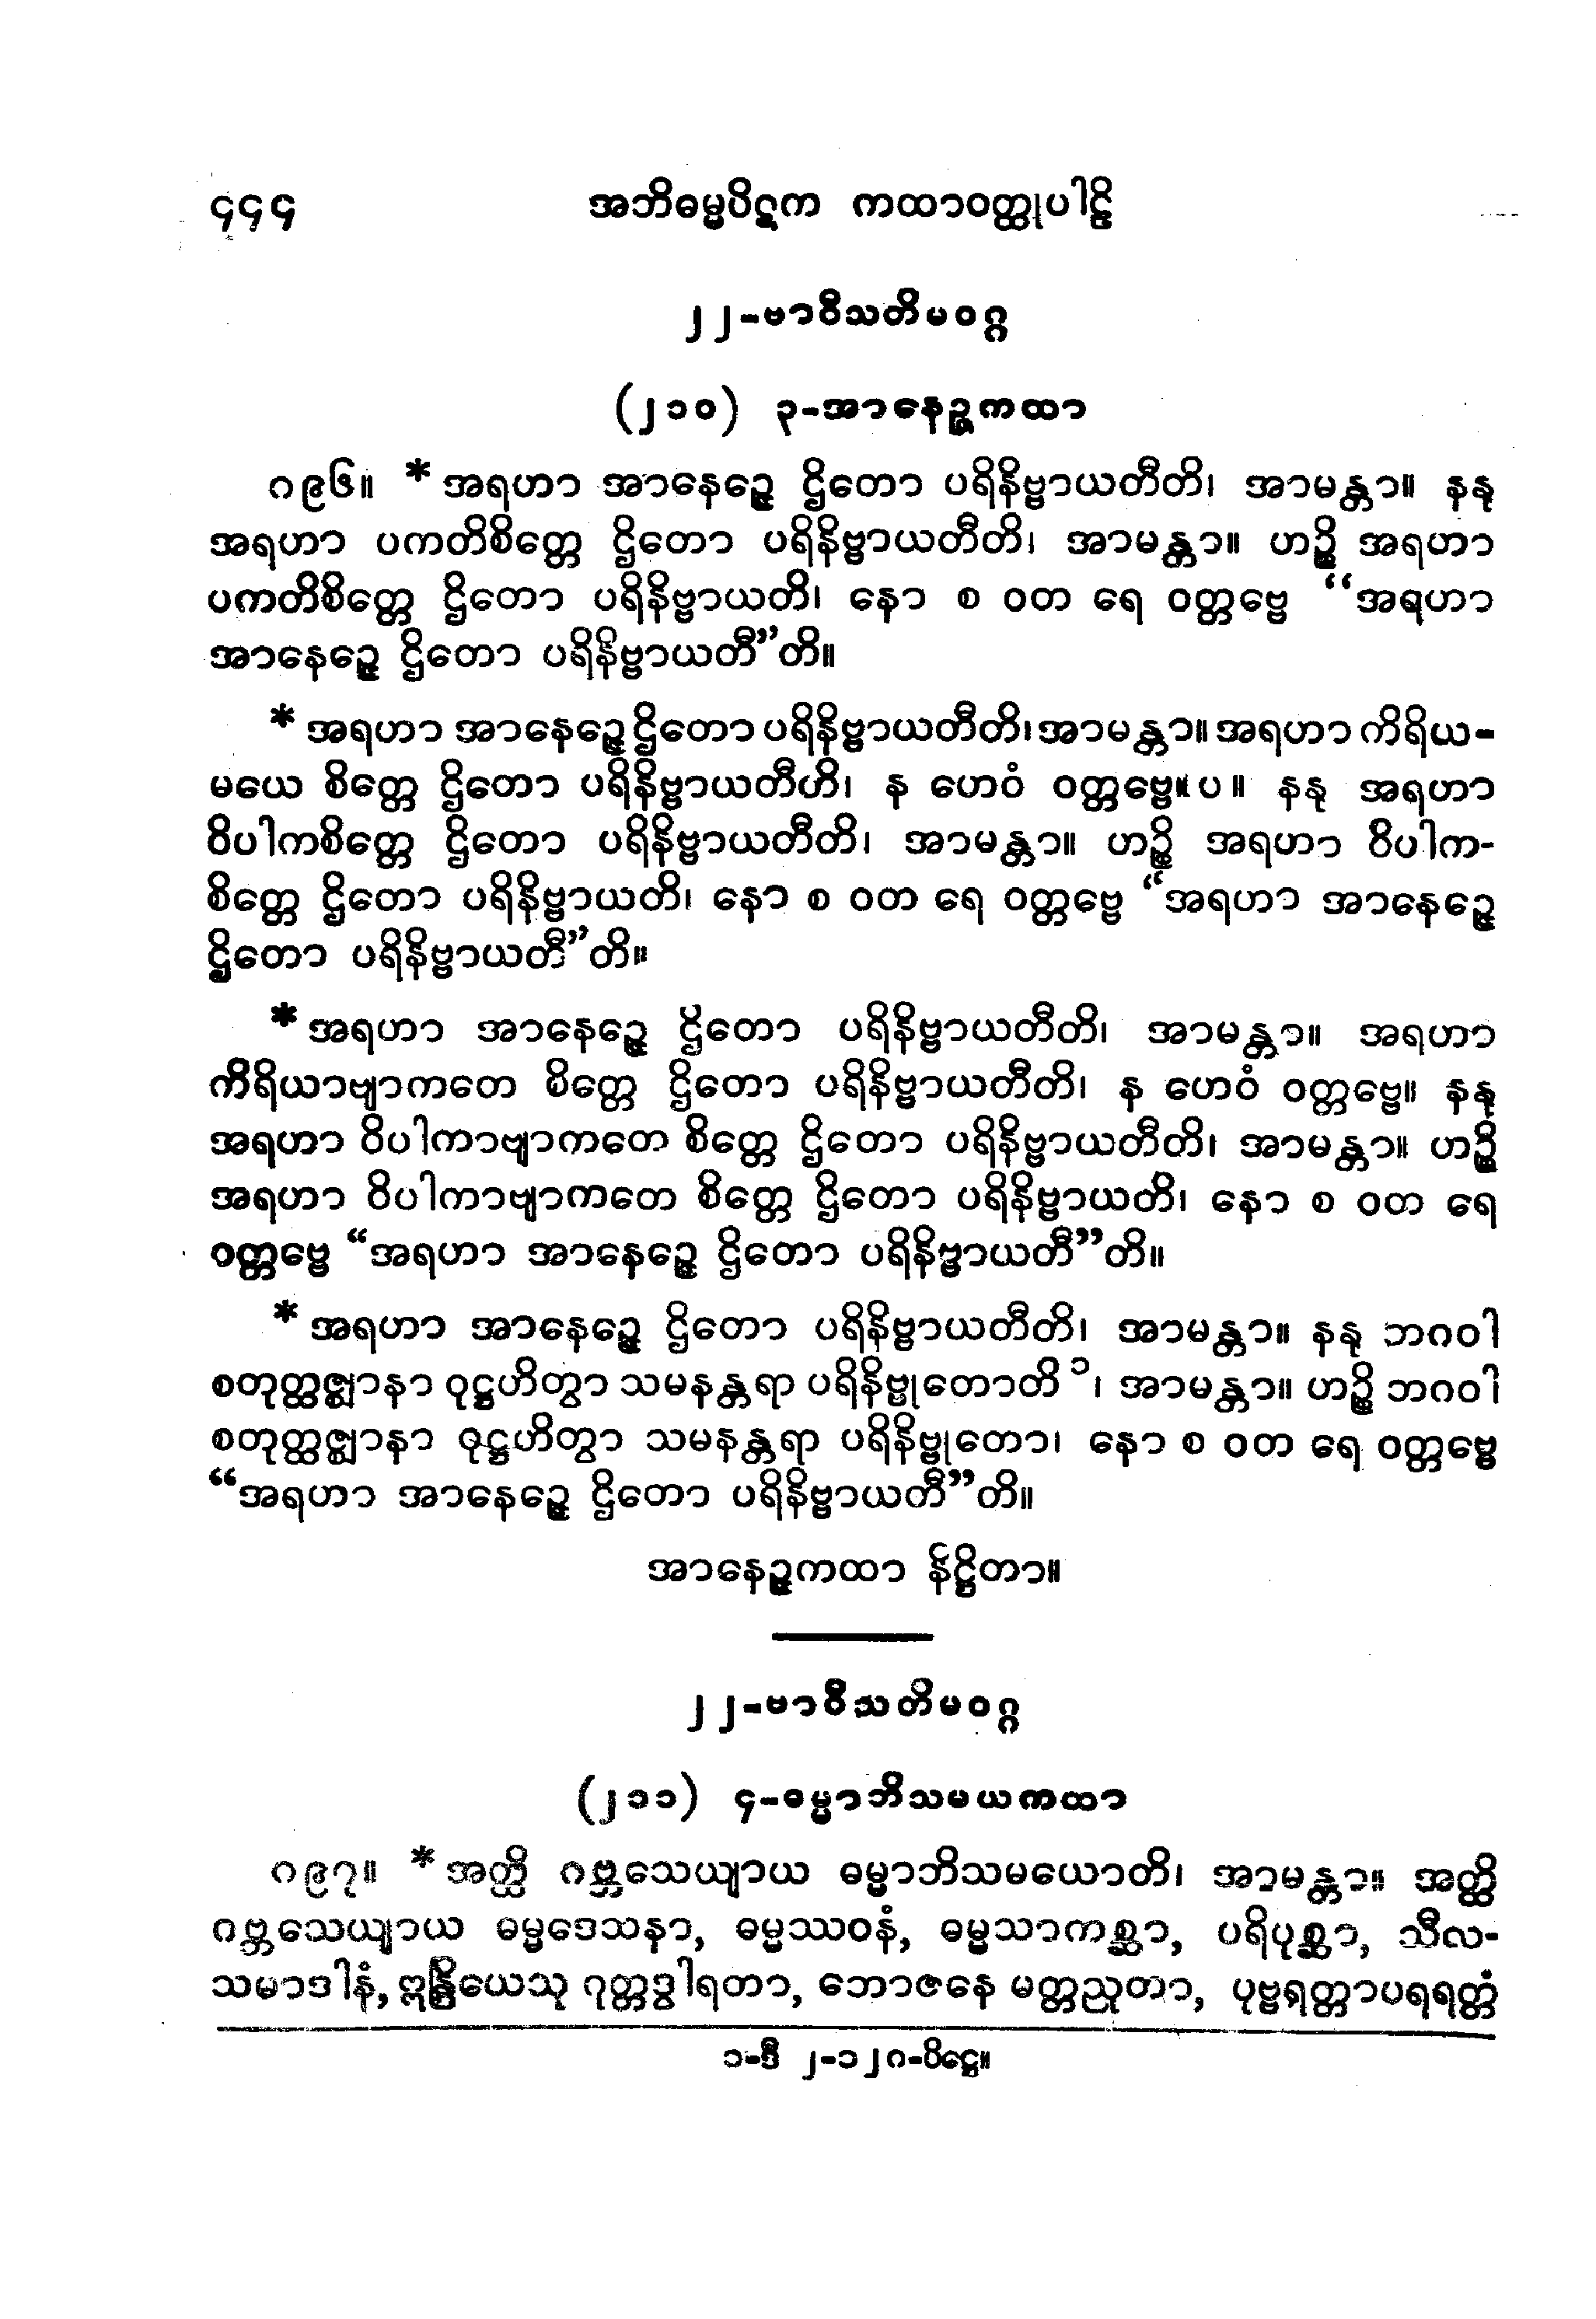 ၄၄၄ အဘိဓမ္မပိဋက ကထာဝတ္ထုပါဠိ
၂၂-ဗာဝီသတိမဝဂ္ဂ
(၂၁၀) ၃-အာနေဉ္ဇကထာ
၈၉၆။ * အရဟာ အာနေဉ္ဇေ ဌိတော ပရိနိဗ္ဗာယတီတိ၊ အာမန္တာ။ နနု
အရဟာ ပကတိစိတ္တေ ဌိတော ပရိနိဗ္ဗာယတီတိ၊ အာမန္တာ။ ဟဉ္စိ အရဟာ
ပကတိစိတ္တေ ဌိတော ပရိနိဗ္ဗာယတိ၊ နော စ ဝတ ရေ ဝတ္တဗ္ဗေ “အရဟာ
အာနေဉ္ဇေ ဌိတော ပရိနိဗ္ဗာယတီ”တိ။
* အရဟာ အာနေဉ္ဇေ ဌိတော ပရိနိဗ္ဗာယတီတိ၊ အာမန္တာ။ အရဟာ ကိရိယ-
မယေ စိတ္တေ ဌိတော ပရိနိဗ္ဗာယတီဟိ၊ န ဟေဝံ ဝတ္တဗ္ဗေ။ပ။ နနု အရဟာ
ဝိပါကစိတ္တေ ဌိတော ပရိနိဗ္ဗာယတီတိ၊ အာမန္တာ။ ဟဉ္စိ အရဟာ ဝိပါက-
စိတ္တေ ဌိတော ပရိနိဗ္ဗာယတိ၊ နော စ ဝတ ရေ ဝတ္တဗ္ဗေ “အရဟာ အာနေဉ္ဇေ
ဌိတော ပရိနိဗ္ဗာယတီ”တိ။
* အရဟာ အာနေဉ္ဇေ ဌိတော ပရိနိဗ္ဗာယတီတိ၊ အာမန္တာ။ အရဟာ
ကိရိယာဗျာကတေ စိတ္တေ ဌိတော ပရိနိဗ္ဗာယတီတိ၊ န ဟေဝံ ဝတ္တဗ္ဗေ။ နနု
အရဟာ ဝိပါကာဗျာကတေ စိတ္တေ ဌိတော ပရိနိဗ္ဗာယတီတိ၊ အာမန္တာ။ ဟဉ္စိ
အရဟာ ဝိပါကာဗျာကတေ စိတ္တေ ဌိတော ပရိနိဗ္ဗာယတိ၊ နော စ ဝတ ရေ
ဝတ္တဗ္ဗေ “အရဟာ အာနေဉ္ဇေ ဌိတော ပရိနိဗ္ဗာယတီ”တိ။
* အရဟာ အာနေဉ္ဇေ ဌိတော ပရိနိဗ္ဗာယတီတိ၊ အာမန္တာ။ နနု ဘဂဝါ
စတုတ္ထဇ္ဈာနာ ဝုဋ္ဌဟိတွာ သမနန္တရာ ပရိနိဗ္ဗုတောတိ ၁၊ အာမန္တာ။ ဟဉ္စိ ဘဂဝါ
စတုတ္ထဇ္ဈာနာ ဝုဋ္ဌဟိတွာ သမနန္တရာ ပရိနိဗ္ဗုတော၊ နော စ ဝတ ရေ ဝတ္တဗ္ဗေ
“အရဟာ အာနေဉ္ဇေ ဌိတော ပရိနိဗ္ဗာယတီ”တိ။
အာနေဉ္ဇကထာ နိဋ္ဌိတာ။
၂၂-ဗာဝီသတိမဝဂ္ဂ
(၂၁၁) ၄-ဓမ္မာဘိသမယကထာ
၈၉၇။ * အတ္ထိ ဂဗ္ဘသေယျာယ ဓမ္မာဘိသမယောတိ၊ အာမန္တာ။ အတ္ထိ
ဂဗ္ဘသေယျာယ ဓမ္မဒေသနာ, ဓမ္မဿဝနံ, ဓမ္မသာကစ္ဆာ, ပရိပုစ္ဆာ, သီလ-
သမာဒါနံ, ဣန္ဒြိယေသု ဂုတ္တဒွါရတာ, ဘောဇနေ မတ္တညုတာ, ပုဗ္ဗရတ္တာပရရတ္တံ
၁-ဒီ ၂-၁၂၈-ပိဋ္ဌေ။